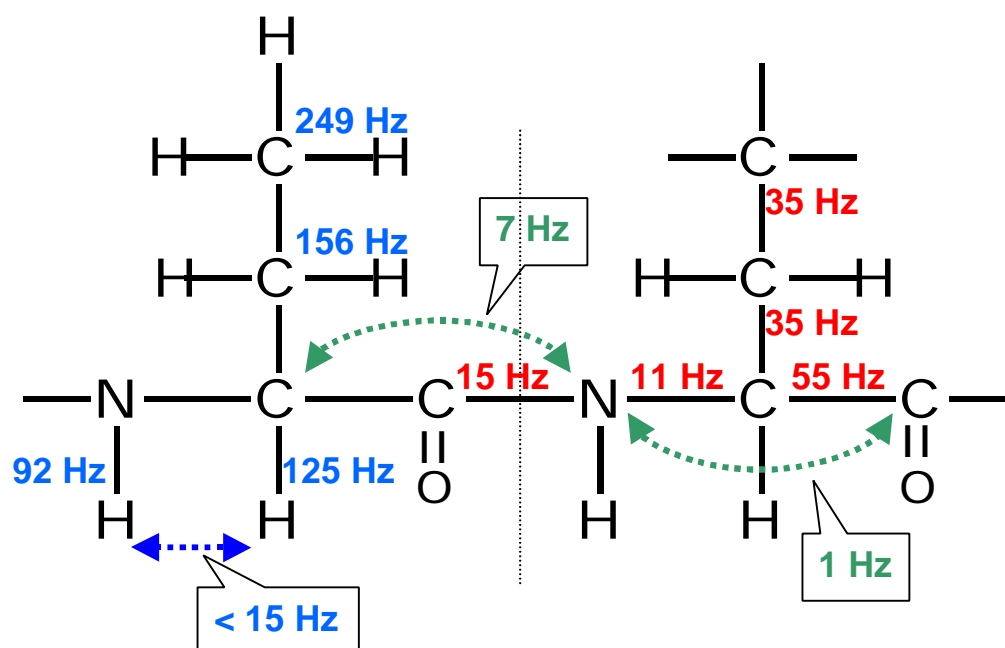 H
249 Hz
H C H C
35 Hz
7 Hz
156 Hz
H C H H C H
35 Hz
N C C 15 Hz N 11 Hz C 55 Hz C
92 Hz 125 Hz O O
H H H H
1 Hz
< 15 Hz